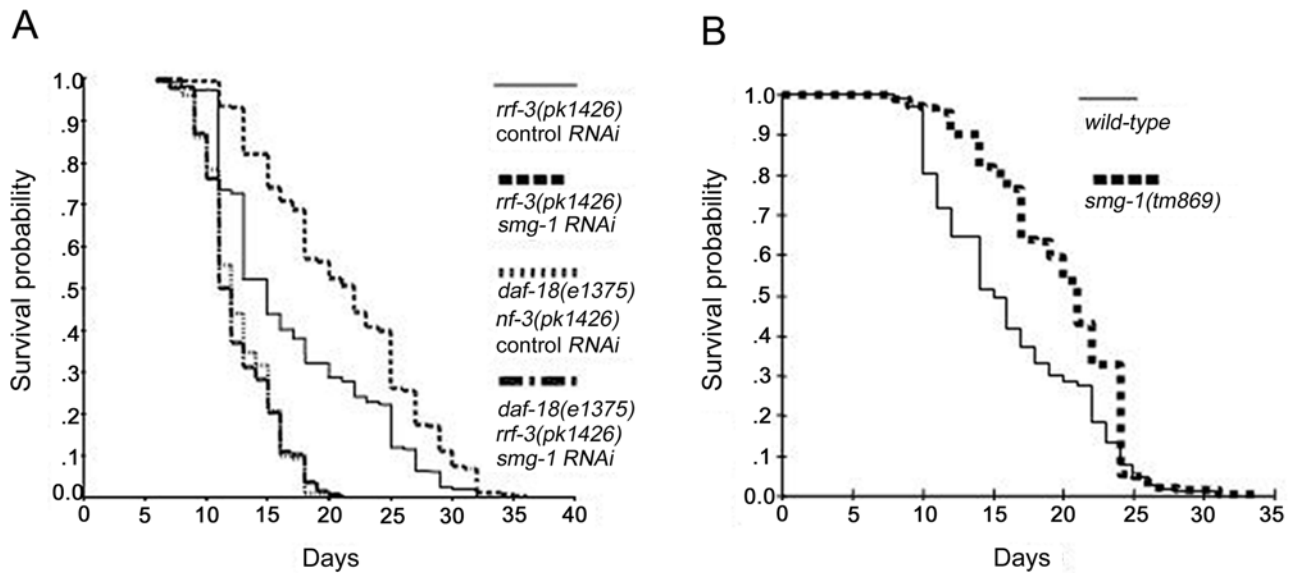 A
Survival probability
1.0
.9
.8
.7
.6
.5
.4
.3
.2
.1
0.0
0
5
10
15
20
25
30
35
40
Days
rrf-3(pk1426)
control RNAi
rrf-3(pk1426)
smg-1 RNAi
daf-18(e1375)
nf-3(pk1426)
control RNAi
daf-18(e1375)
rrf-3(pk1426)
smg-1 RNAi
B
Survival probability
1.0
.9
.8
.7
.6
.5
.4
.3
.2
.1
0.0
0
5
10
15
20
25
30
35
Days
wild-type
smg-1(tm869)